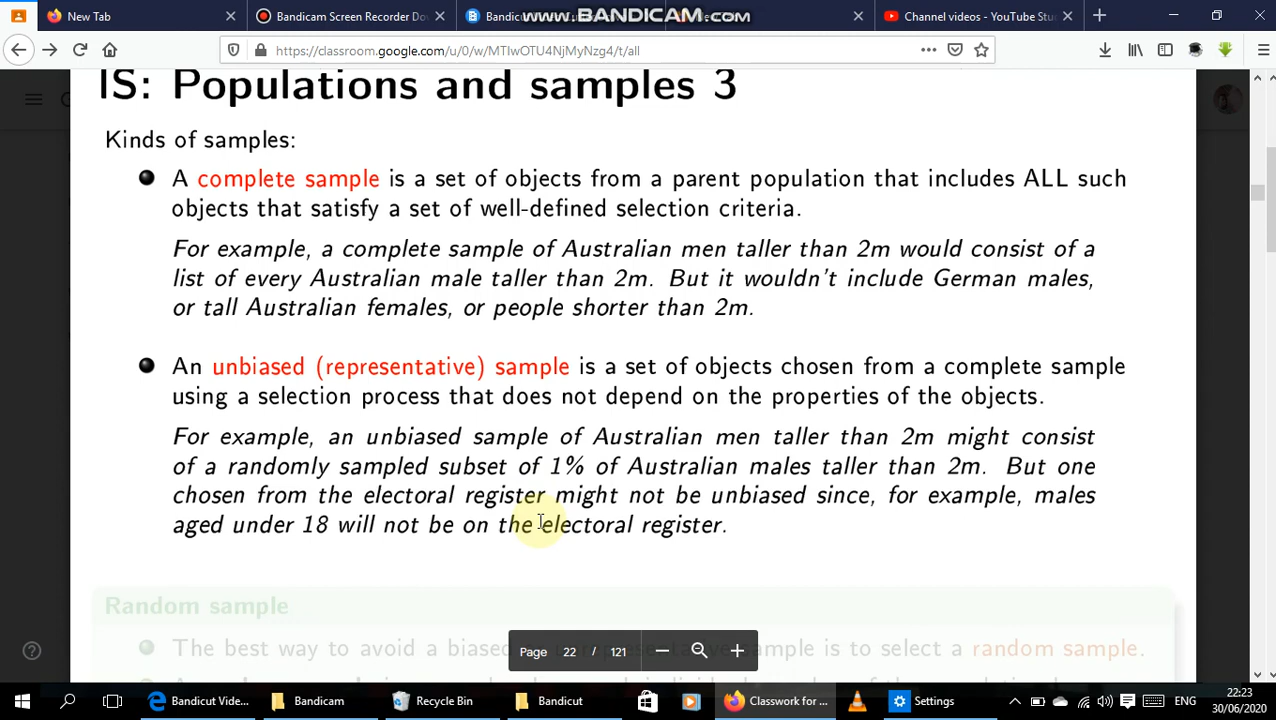 New Tab
Bandicam Screen Recorder Do
Bandicut
www.BANDICAM.com
Channel videos - YouTube Stu
https://classroom.google.com/u/0/w/MTIwOTU4NjMyNzg4/t/all
IS: Populations and samples 3
Kinds of samples:
A complete sample is a set of objects from a parent population that includes ALL such
objects that satisfy a set of well-defined selection criteria.
For example, a complete sample of Australian men taller than 2m would consist of a
list of every Australian male taller than 2m. But it wouldn't include German males,
or tall Australian females, or people shorter than 2m.
An unbiased (representative) sample is a set of objects chosen from a complete sample
using a selection process that does not depend on the properties of the objects.
For example, an unbiased sample of Australian men taller than 2m might consist
of a randomly sampled subset of 1% of Australian males taller than 2m. But one
chosen from the electoral register might not be unbiased since, for example, males
aged under 18 will not be on the electoral register.
Random sample
The best way to avoid a biased sample is to select a random sample.
Page 22 / 121
Bandicut Vide...
Bandicam
Recycle Bin
Bandicut
Classwork for ...
Settings
ENG
22:23
30/06/2020